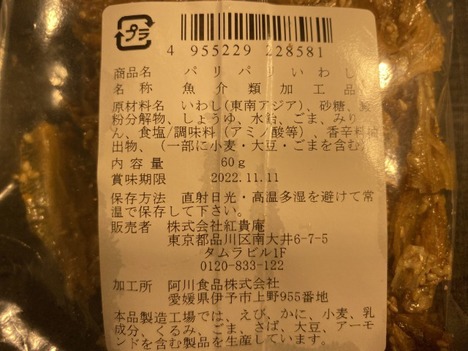 プラ
4 955229 228581
商品名 パリパリいわし
名称 魚介類加工品
原材料名 いわし(東南アジア)、砂糖、
粉分解物、しょうゆ、水飴、ごま、みり
ん、食塩/調味料(アミノ酸等)、香辛料
出物、(一部に小麦・大豆・ごまを含む
内容量 60g
賞味期限 2022.11.11
保存方法 直射日光・高温多湿を避けて常
温で保存して下さい。
販売者 株式会社紅貴庵
東京都品川区南大井6-7-5
タムラビル1F
0120-833-122
加工所 阿川食品株式会社
愛媛県伊予市上野955番地
本品製造工場では、えび、かに、小麦、乳
成分、くるみ、ごま、さば、大豆、アーモ
ンドを含む製品を生産しています。